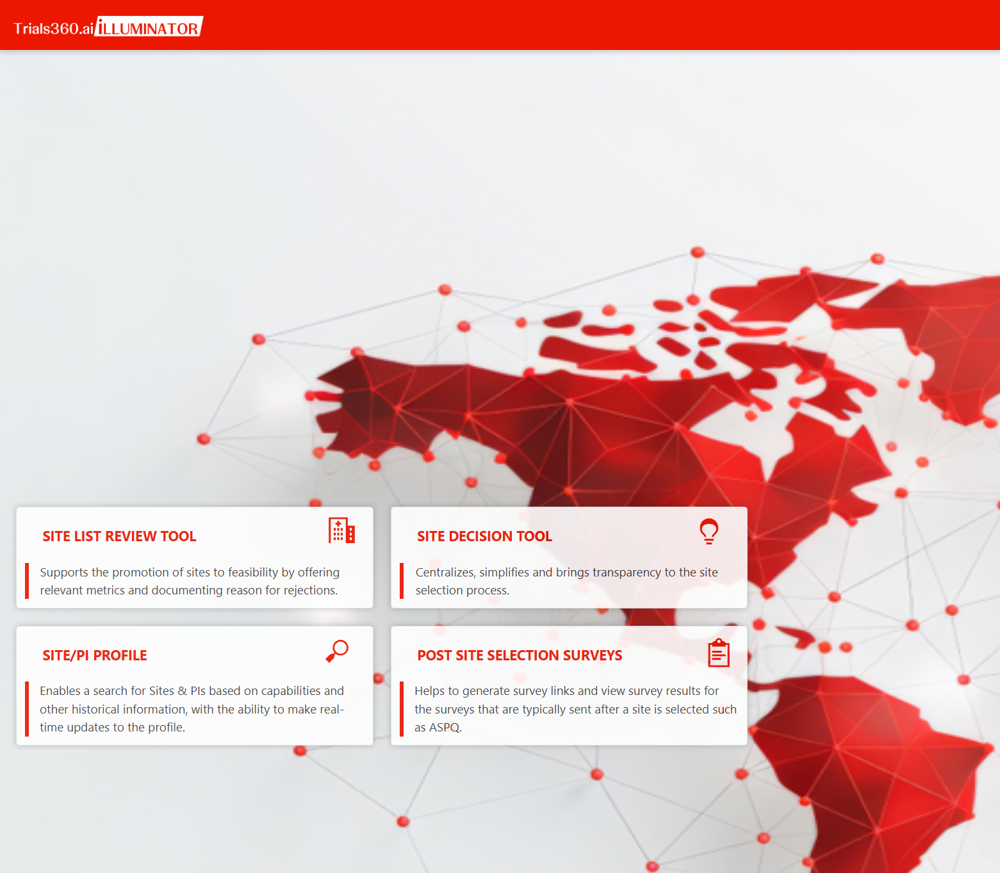 Trials360.ai iLLUMINATOR
SITE LIST REVIEW TOOL
Supports the promotion of sites to feasibility by offering
relevant metrics and documenting reason for rejections.
SITE DECISION TOOL
Centralizes, simplifies and brings transparency to the site
selection process.
SITE/PI PROFILE
Enables a search for Sites & PIs based on capabilities and
other historical information, with the ability to make real-
time updates to the profile.
POST SITE SELECTION SURVEYS
Helps to generate survey links and view survey results for
the surveys that are typically sent after a site is selected such
as ASPQ.